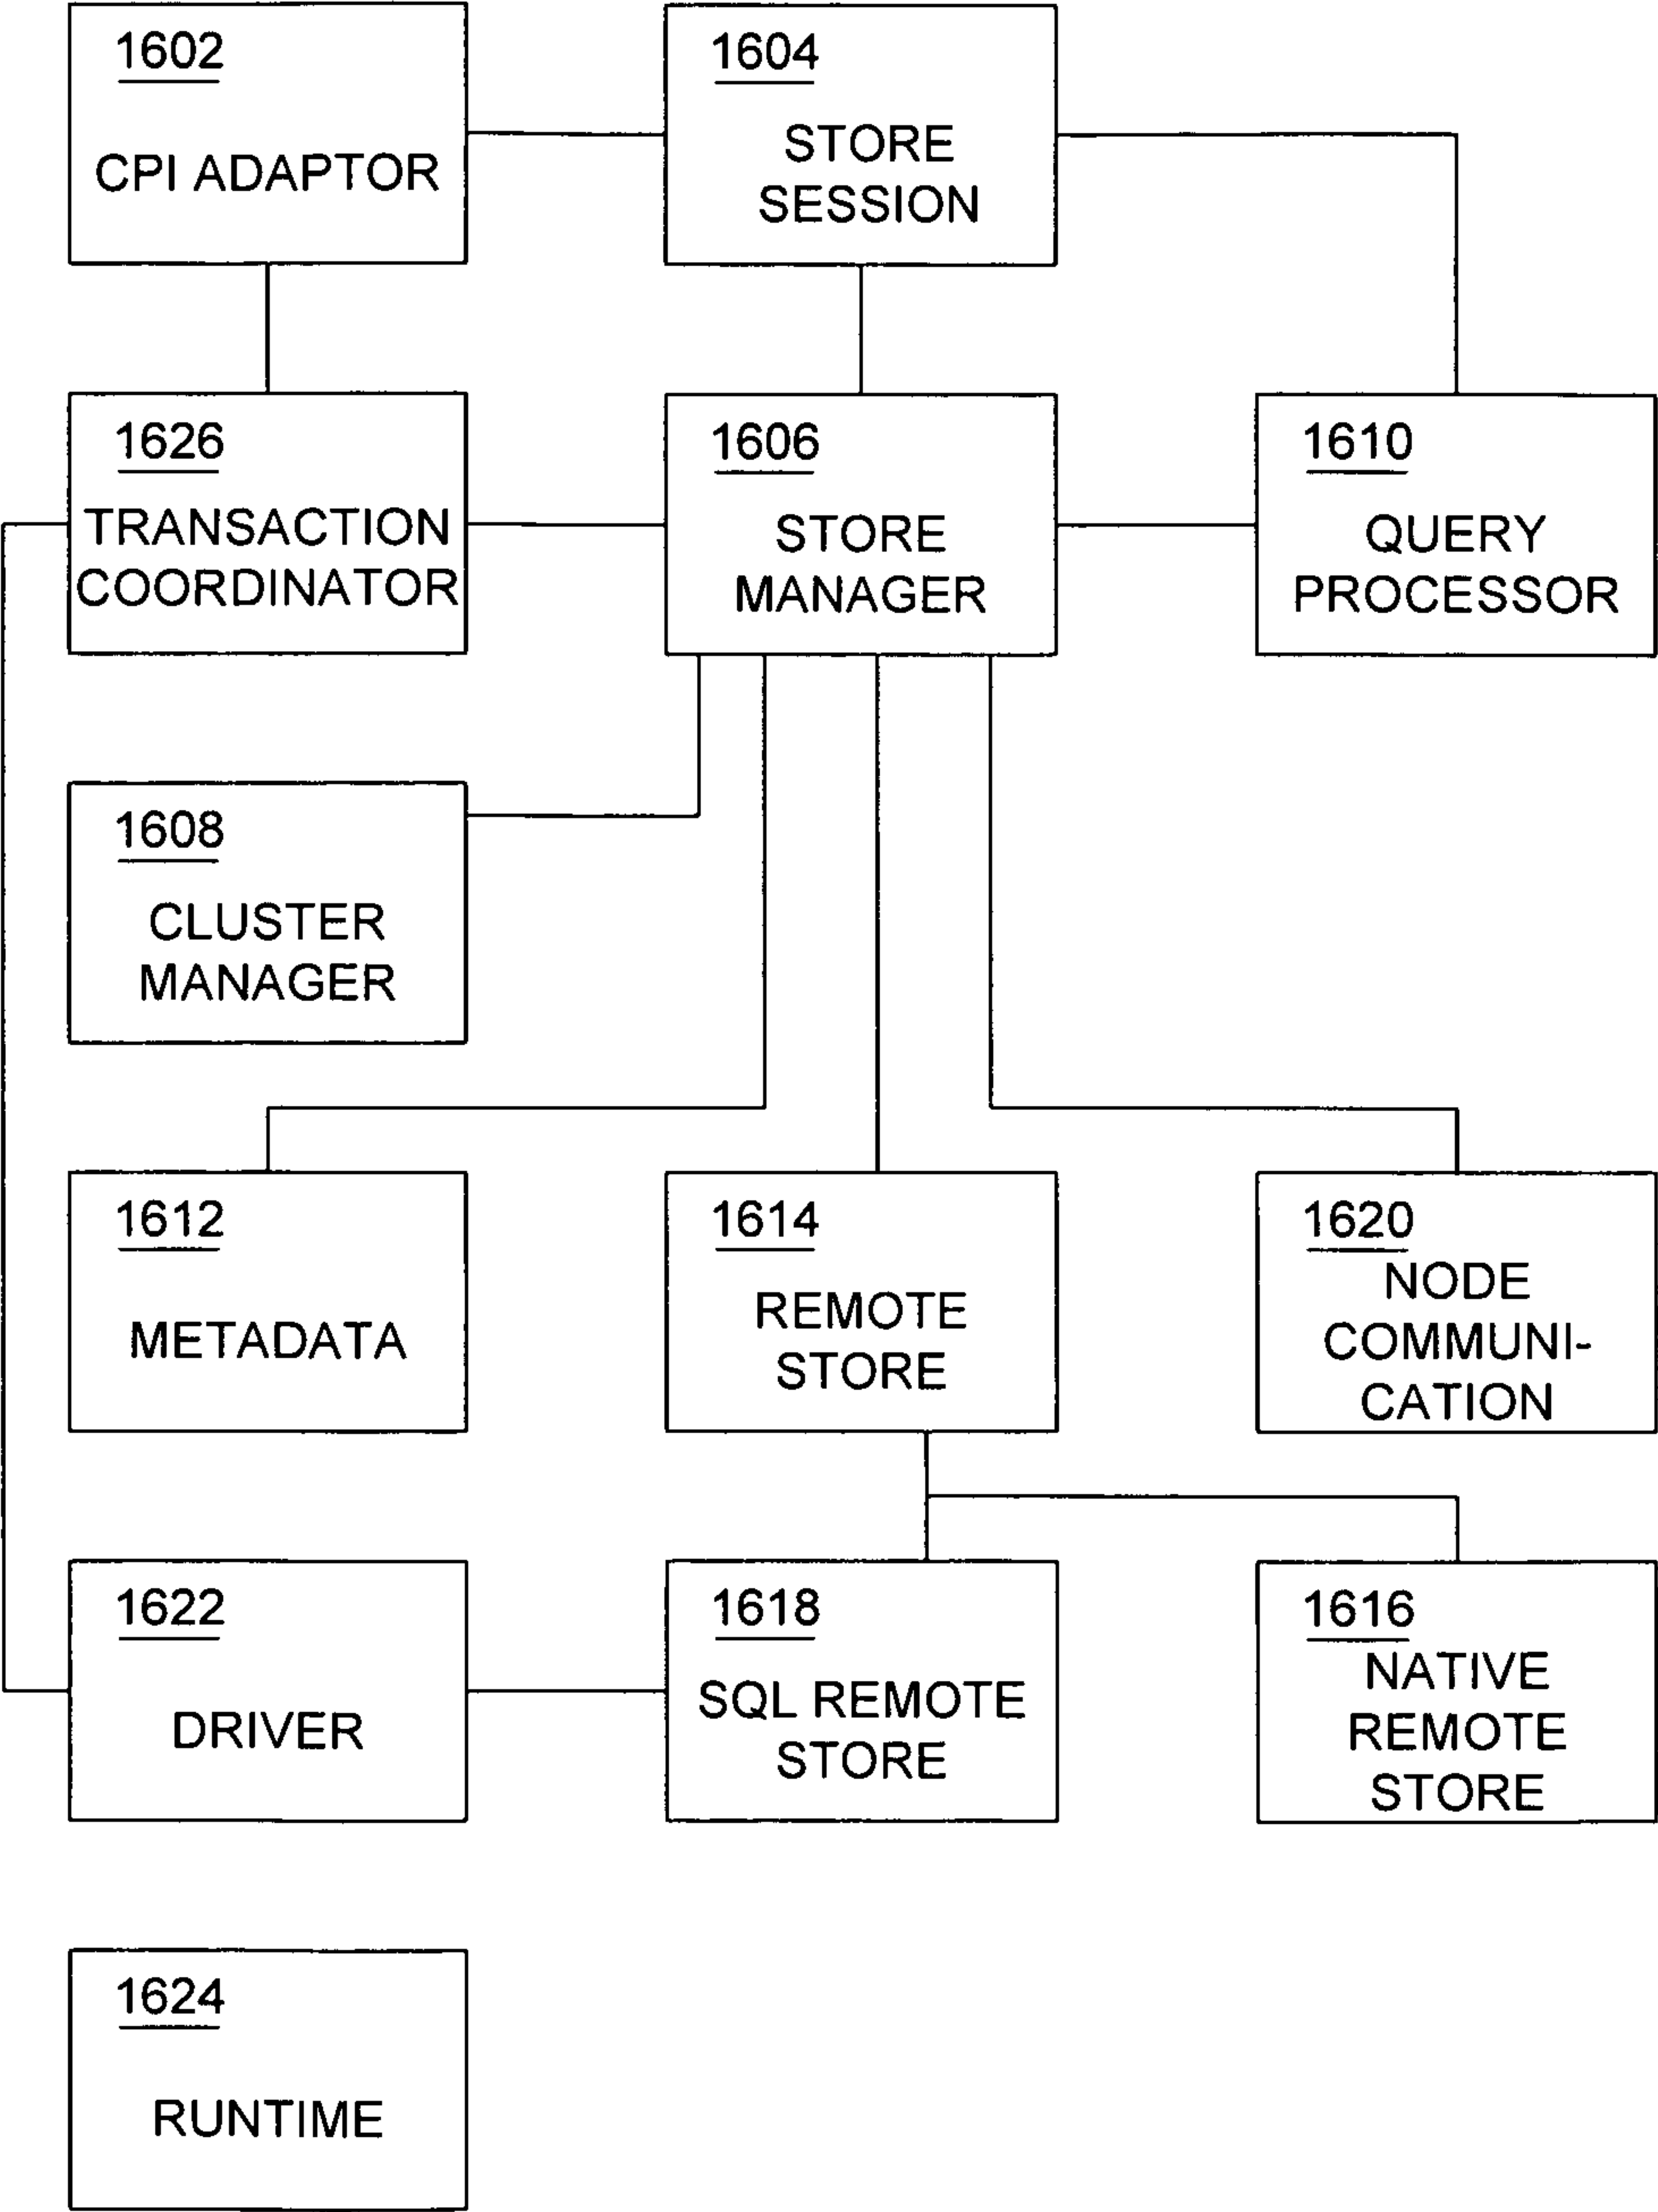 1602
CPI ADAPTOR
1604
STORE
SESSION
1626
TRANSACTION
COORDINATOR
1606
STORE
MANAGER
1610
QUERY
PROCESSOR
1608
CLUSTER
MANAGER
1612
METADATA
1614
REMOTE
STORE
1620
NODE
COMMUNI-
CATION
1622
DRIVER
1618
SQL REMOTE
STORE
1616
NATIVE
REMOTE
STORE
1624
RUNTIME